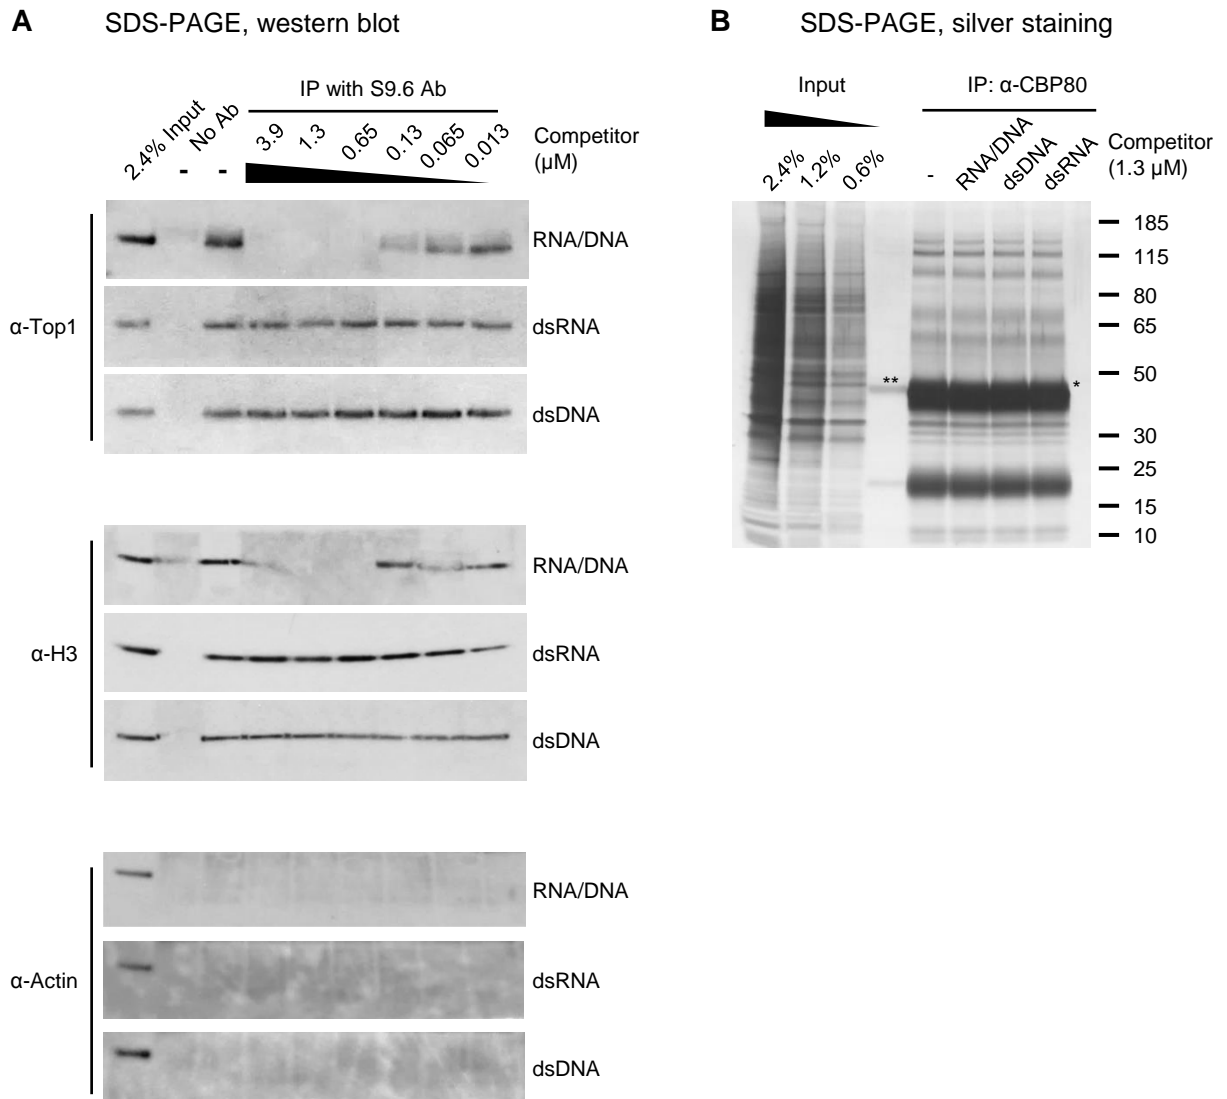 A SDS-PAGE, western blot
IP with S9.6 Ab
2.4% Input
No Ab
3.9 1.3 0.65 0.13 0.065 0.013
Competitor
(µM)
- -
α-Top1
RNA/DNA
dsRNA
dsDNA
α-H3
RNA/DNA
dsRNA
dsDNA
α-Actin
RNA/DNA
dsRNA
dsDNA
B SDS-PAGE, silver staining
Input
IP: α-CBP80
2.4% 1.2% 0.6%
- RNA/DNA dsDNA dsRNA
Competitor
(1.3 µM)
185
115
80
65
50
** *
30
25
15
10